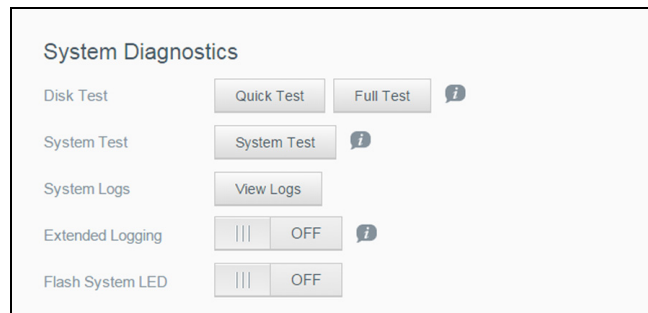 System Diagnostics
Disk Test Quick Test Full Test i
System Test System Test i
System Logs View Logs
Extended Logging OFF i
Flash System LED OFF